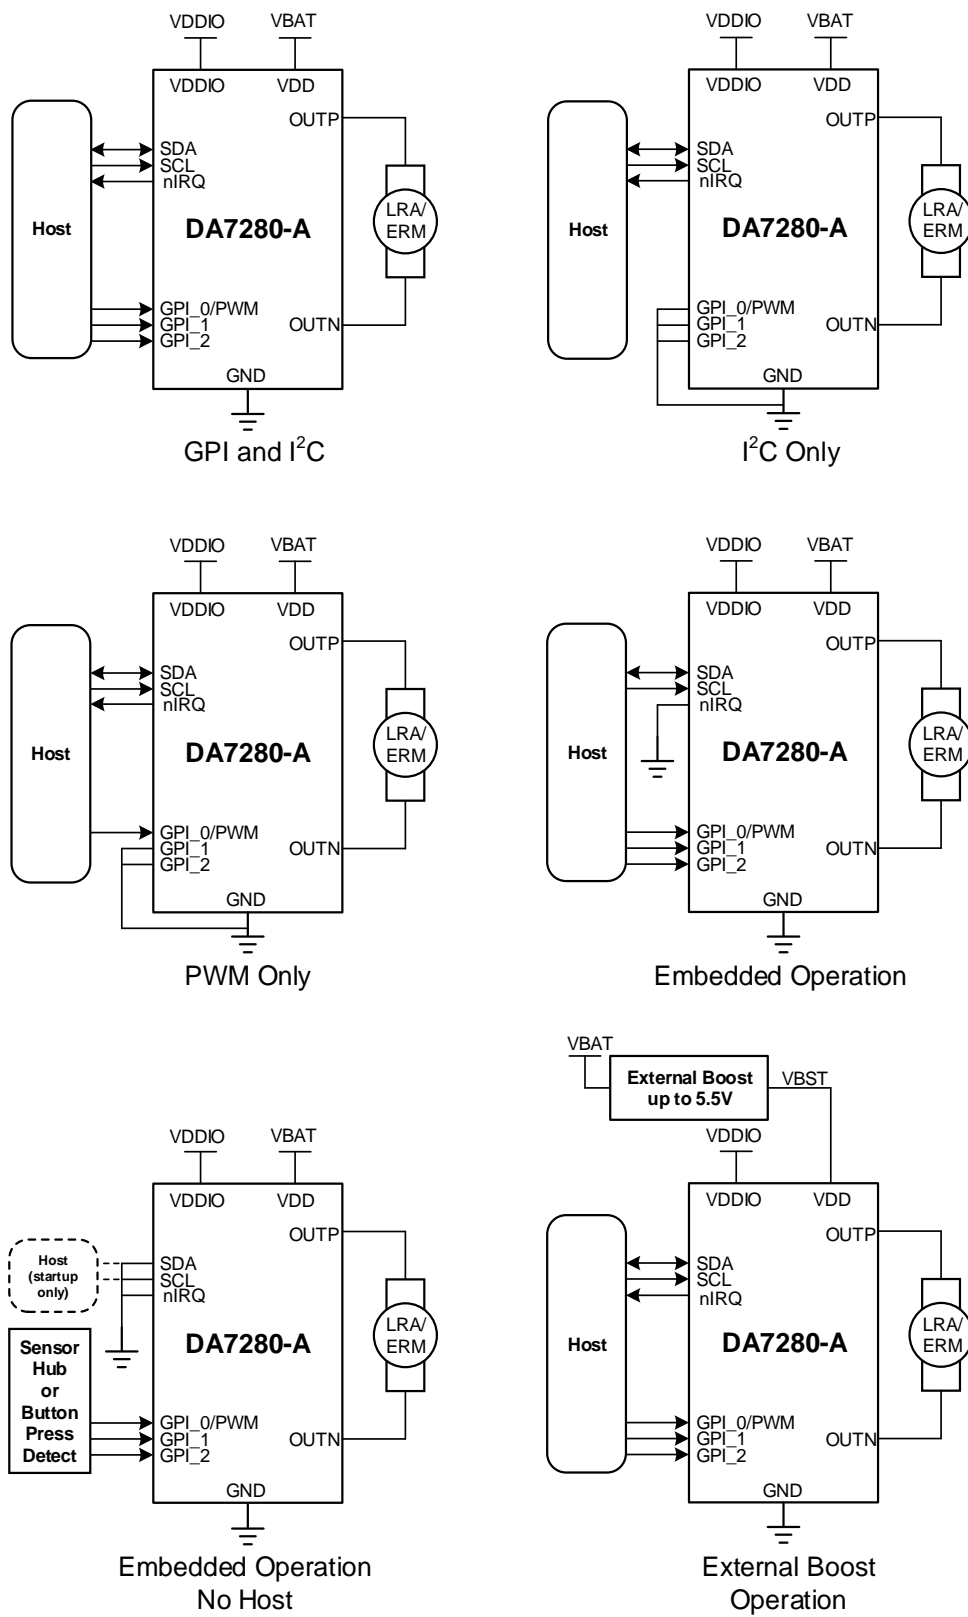 VDDIO
VBAT
VDDIO
VDD
OUTP
SDA
SCL
nIRQ
Host
DA7280-A
LRA/
ERM
GPI_0/PWM
GPI_1
GPI_2
OUTN
GND
GPI and I²C
VDDIO
VBAT
VDDIO
VDD
OUTP
SDA
SCL
nIRQ
Host
DA7280-A
LRA/
ERM
GPI_0/PWM
GPI_1
GPI_2
OUTN
GND
I²C Only
VDDIO
VBAT
VDDIO
VDD
OUTP
SDA
SCL
nIRQ
Host
DA7280-A
LRA/
ERM
GPI_0/PWM
GPI_1
GPI_2
OUTN
GND
PWM Only
VDDIO
VBAT
VDDIO
VDD
OUTP
SDA
SCL
nIRQ
Host
DA7280-A
LRA/
ERM
GPI_0/PWM
GPI_1
GPI_2
OUTN
GND
Embedded Operation
VDDIO
VBAT
VDDIO
VDD
OUTP
Host
(startup
only)
SDA
SCL
nIRQ
Sensor
Hub
or
Button
Press
Detect
DA7280-A
LRA/
ERM
GPI_0/PWM
GPI_1
GPI_2
OUTN
GND
Embedded Operation
No Host
VBAT
External Boost
up to 5.5V
VBST
VDDIO
VDDIO
VDD
OUTP
SDA
SCL
nIRQ
Host
DA7280-A
LRA/
ERM
GPI_0/PWM
GPI_1
GPI_2
OUTN
GND
External Boost
Operation